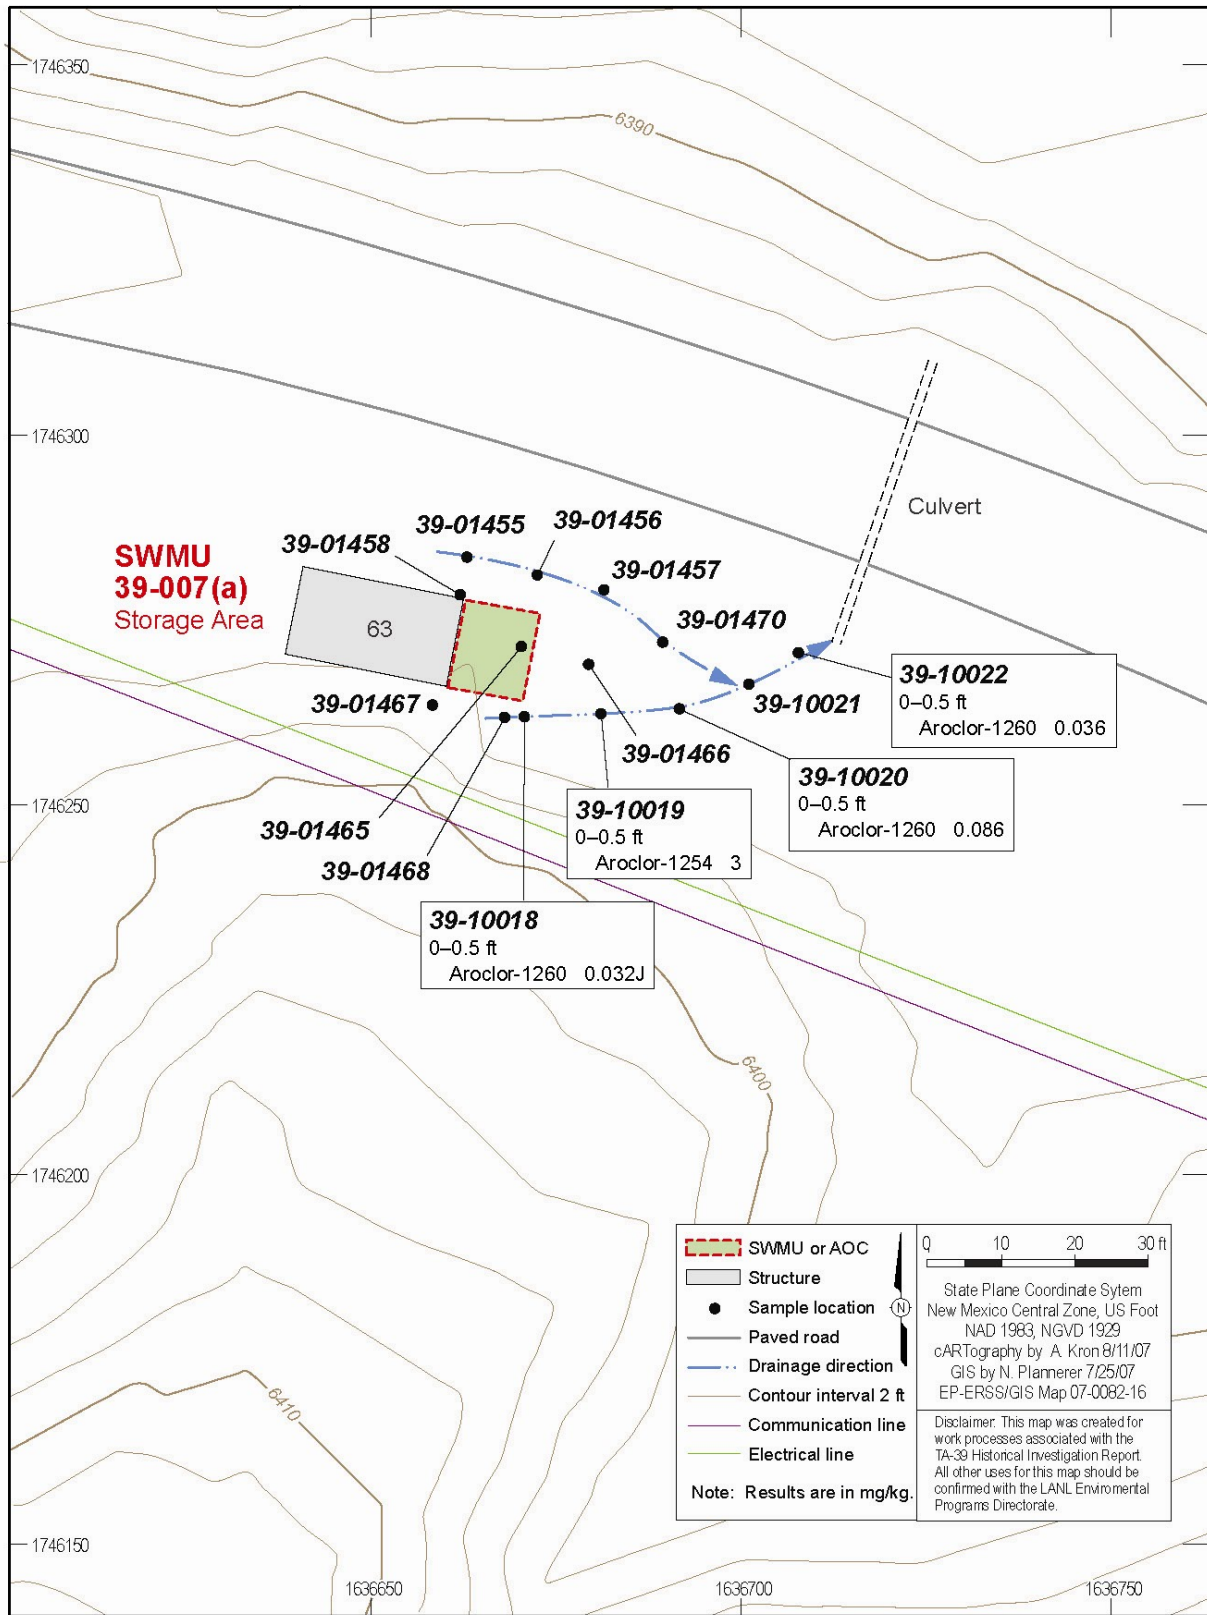 1746350
6390
1746300
Culvert
39-01455
39-01456
39-01458
39-01457
SWMU
39-007(a)
Storage Area
63
39-01470
39-10022
0–0.5 ft
Aroclor-1260 0.036
39-01467
39-10021
39-01466
39-10020
0–0.5 ft
Aroclor-1260 0.086
1746250
39-10019
0–0.5 ft
Aroclor-1254 3
39-01465
39-01468
39-10018
0–0.5 ft
Aroclor-1260 0.032J
6400
1746200
SWMU or AOC
Structure
Sample location
N
Paved road
Drainage direction
Contour interval 2 ft
Communication line
Electrical line
Note: Results are in mg/kg.
0 10 20 30 ft
State Plane Coordinate Sytem
New Mexico Central Zone, US Foot
NAD 1983, NGVD 1929
cARTography by A. Kron 8/11/07
GIS by N. Plannerer 7/25/07
EP-ERSS/GIS Map 07-0082-16
Disclaimer: This map was created for
work processes associated with the
TA-39 Historical Investigation Report.
All other uses for this map should be
confirmed with the LANL Enviromental
Programs Directorate.
6410
1746150
1636650
1636700
1636750